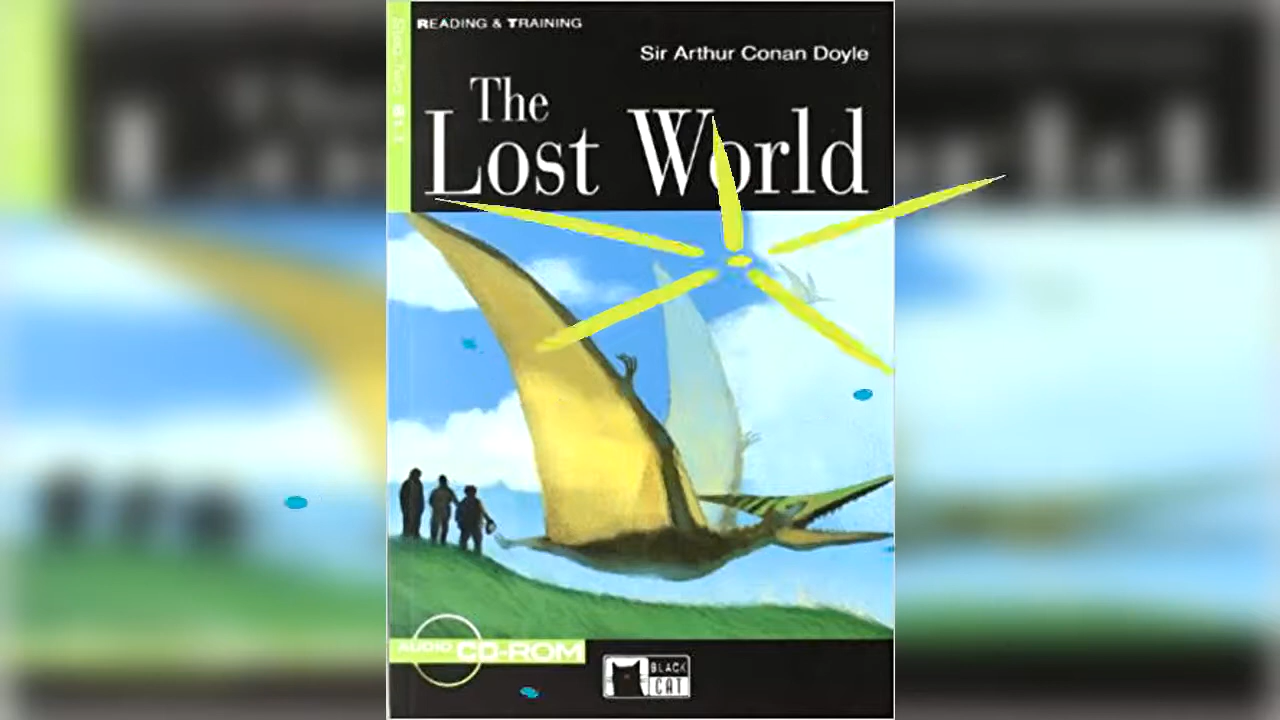 READING & TRAINING
Sir Arthur Conan Doyle
The
Lost World
AUDIO CD-ROM
BLACK
CAT